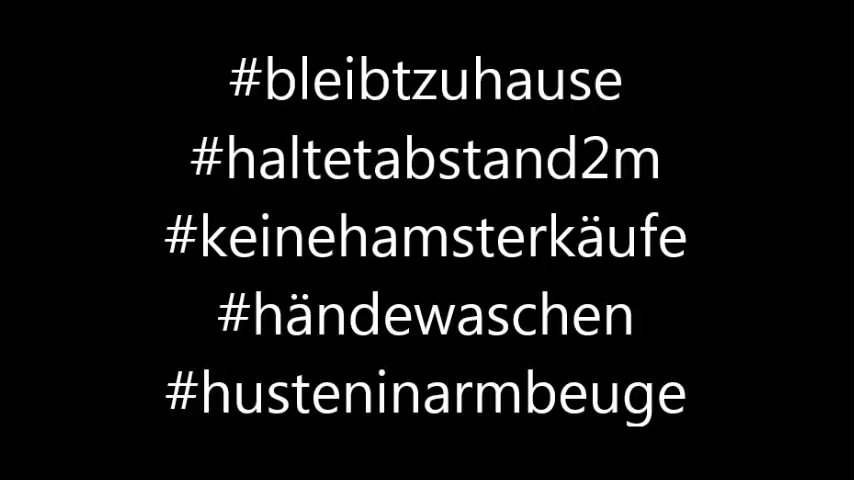 #bleibtzuhause
#haltetabstand2m
#keinehamsterkäufe
#händewaschen
#husteninarmbeuge